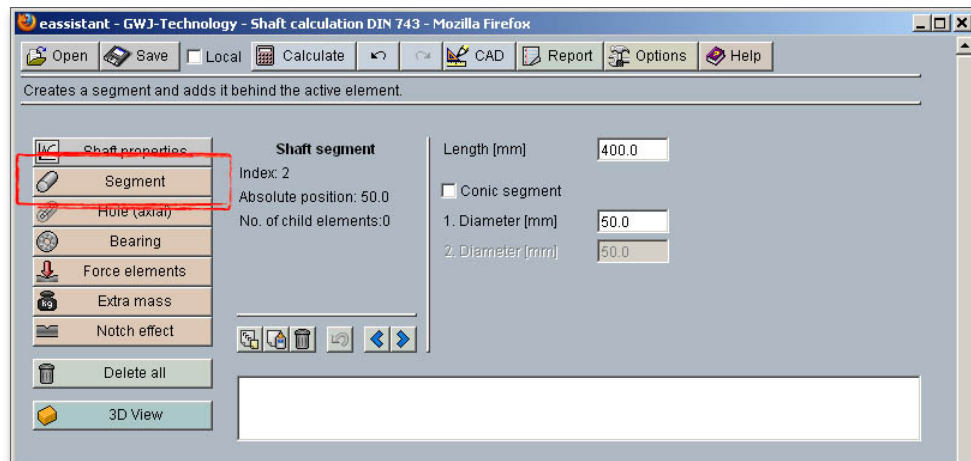 eassistant - GWJ-Technology - Shaft calculation DIN 743 - Mozilla Firefox
Open Save Local Calculate CAD Report Options Help
Creates a segment and adds it behind the active element.
Shaft properties
Segment
Hole (axial)
Bearing
Force elements
Extra mass
kg
Notch effect
Delete all
3D View
Shaft segment
Index: 2
Absolute position: 50.0
No. of child elements:0
Length [mm] 400.0
Conic segment
1. Diameter [mm] 50.0
2. Diameter [mm] 50.0